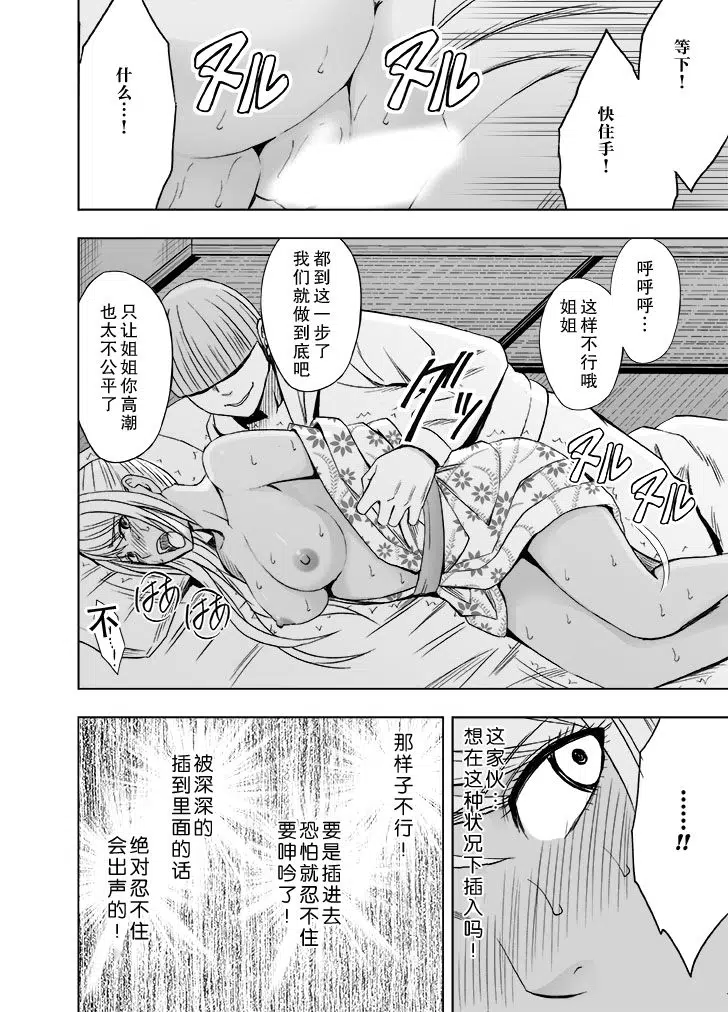 等下！
快住手！
ヌル
ヌル
什么…！
呼呼呼…
这样不行哦
姐姐
都到这一步了
我们就做到底吧
只让姐姐你高潮
也太不公平了
ヌル
ヌル
はあ
はあ
不…！
…!!
这家伙…
想在这种状况下插入吗！
那样子不行！
要是插进去
恐怕就忍不住
要呻吟了！
被深深的
插到里面的话
绝对忍不住
会出声的！